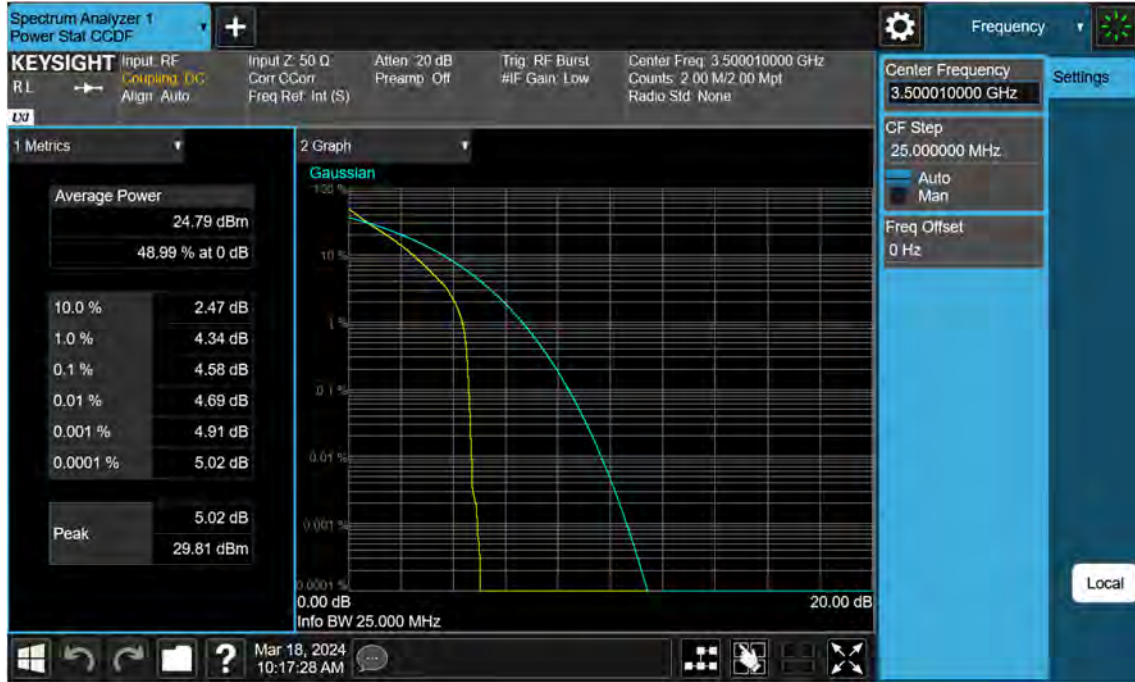 Spectrum Analyzer 1
Power Stat CCDF
+
Frequency
KEYSIGHT
RL
LXI
Input: RF
Coupling: DC
Align: Auto
Input Z: 50 Ω
Corr CCorr
Freq Ref: Int (S)
Atten: 20 dB
Preamp: Off
Trig: RF Burst
#IF Gain: Low
Center Freq: 3.500010000 GHz
Counts: 2.00 M/2.00 Mpt
Radio Std: None
Center Frequency
3.500010000 GHz
Settings
CF Step
25.000000 MHz
Auto
Man
Freq Offset
0 Hz
1 Metrics
Average Power
24.79 dBm
48.99 % at 0 dB
10.0 % 2.47 dB
1.0 % 4.34 dB
0.1 % 4.58 dB
0.01 % 4.69 dB
0.001 % 4.91 dB
0.0001 % 5.02 dB
Peak
5.02 dB
29.81 dBm
2 Graph
Gaussian
100 %
10 %
1 %
0.1 %
0.01 %
0.001 %
0.0001 %
0.00 dB 20.00 dB
Info BW 25.000 MHz
Local
?
Mar 18, 2024
10:17:28 AM